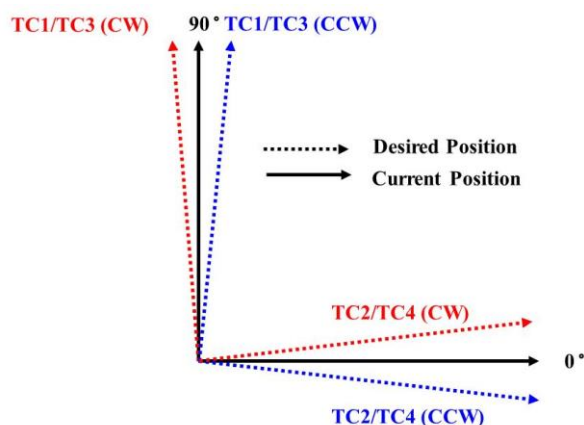 TC1/TC3 (CW) 90° TC1/TC3 (CCW)
Desired Position
Current Position
TC2/TC4 (CW)
0°
TC2/TC4 (CCW)